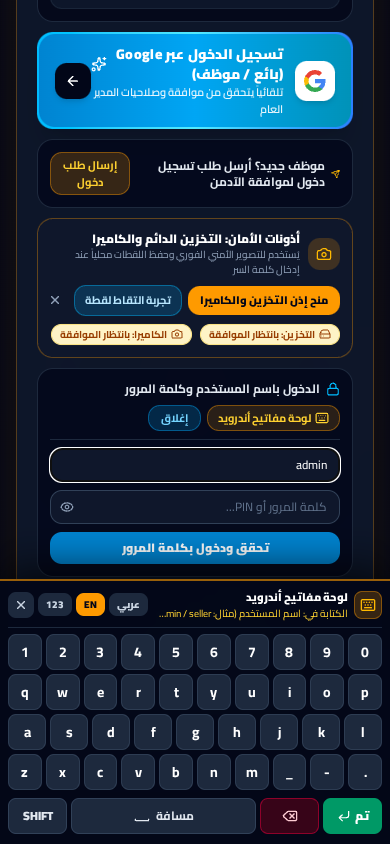 تسجيل الدخول عبر Google
(بائع / موظف)
تلقائياً يتحقق من موافقة وصلاحيات المدير
العام
موظف جديد؟ أرسل طلب تسجيل
دخول لموافقة الآدمن
إرسال طلب
دخول
أذونات الأمان: التخزين الدائم والكاميرا
يُستخدم للتصوير الأمني الفوري وحفظ اللقطات محلياً عند
إدخال كلمة السر
منح إذن التخزين والكاميرا
تجربة التقاط لقطة
التخزين: بانتظار الموافقة
الكاميرا: بانتظار الموافقة
الدخول باسم المستخدم وكلمة المرور
لوحة مفاتيح أندرويد
إغلاق
admin
كلمة المرور أو PIN...
تحقق ودخول بكلمة المرور
لوحة مفاتيح أندرويد
الكتابة في: اسم المستخدم (مثال: min / seller...
عربي
EN
123
1 2 3 4 5 6 7 8 9 0
q w e r t y u i o p
a s d f g h j k l
z x c v b n m _ - .
SHIFT
مسافة
تم